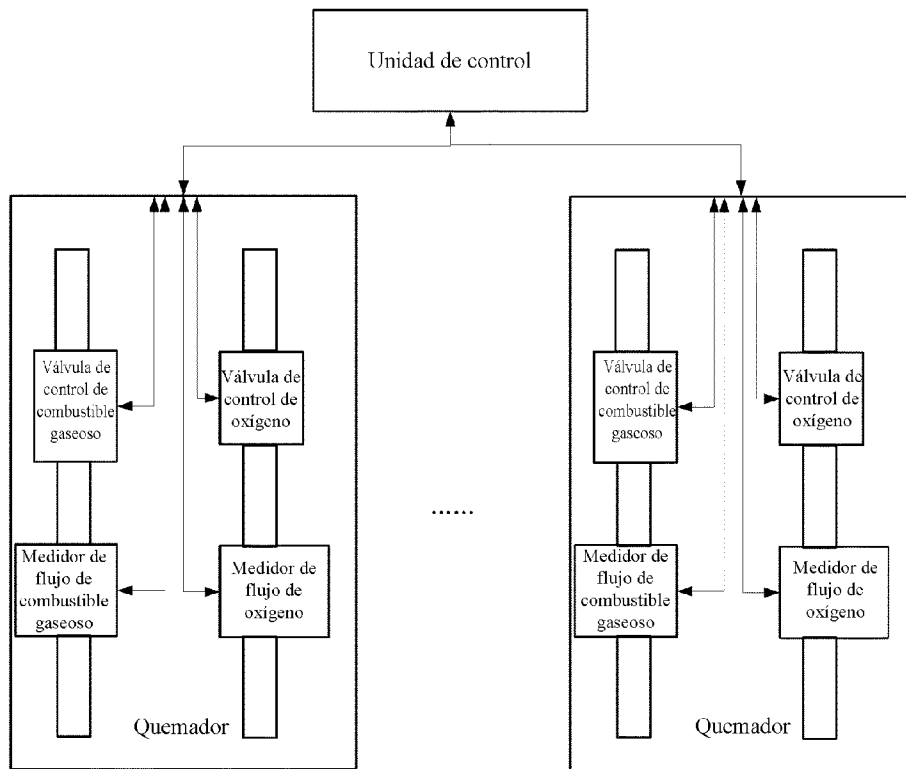 Unidad de control
Válvula de
control de
combustible
gaseoso
Válvula de
control de
oxígeno
Medidor de
flujo de
combustible
gaseoso
Medidor de
flujo de
oxígeno
Quemador
......
Válvula de
control de
combustible
gaseoso
Válvula de
control de
oxígeno
Medidor de
flujo de
combustible
gaseoso
Medidor de
flujo de
oxígeno
Quemador